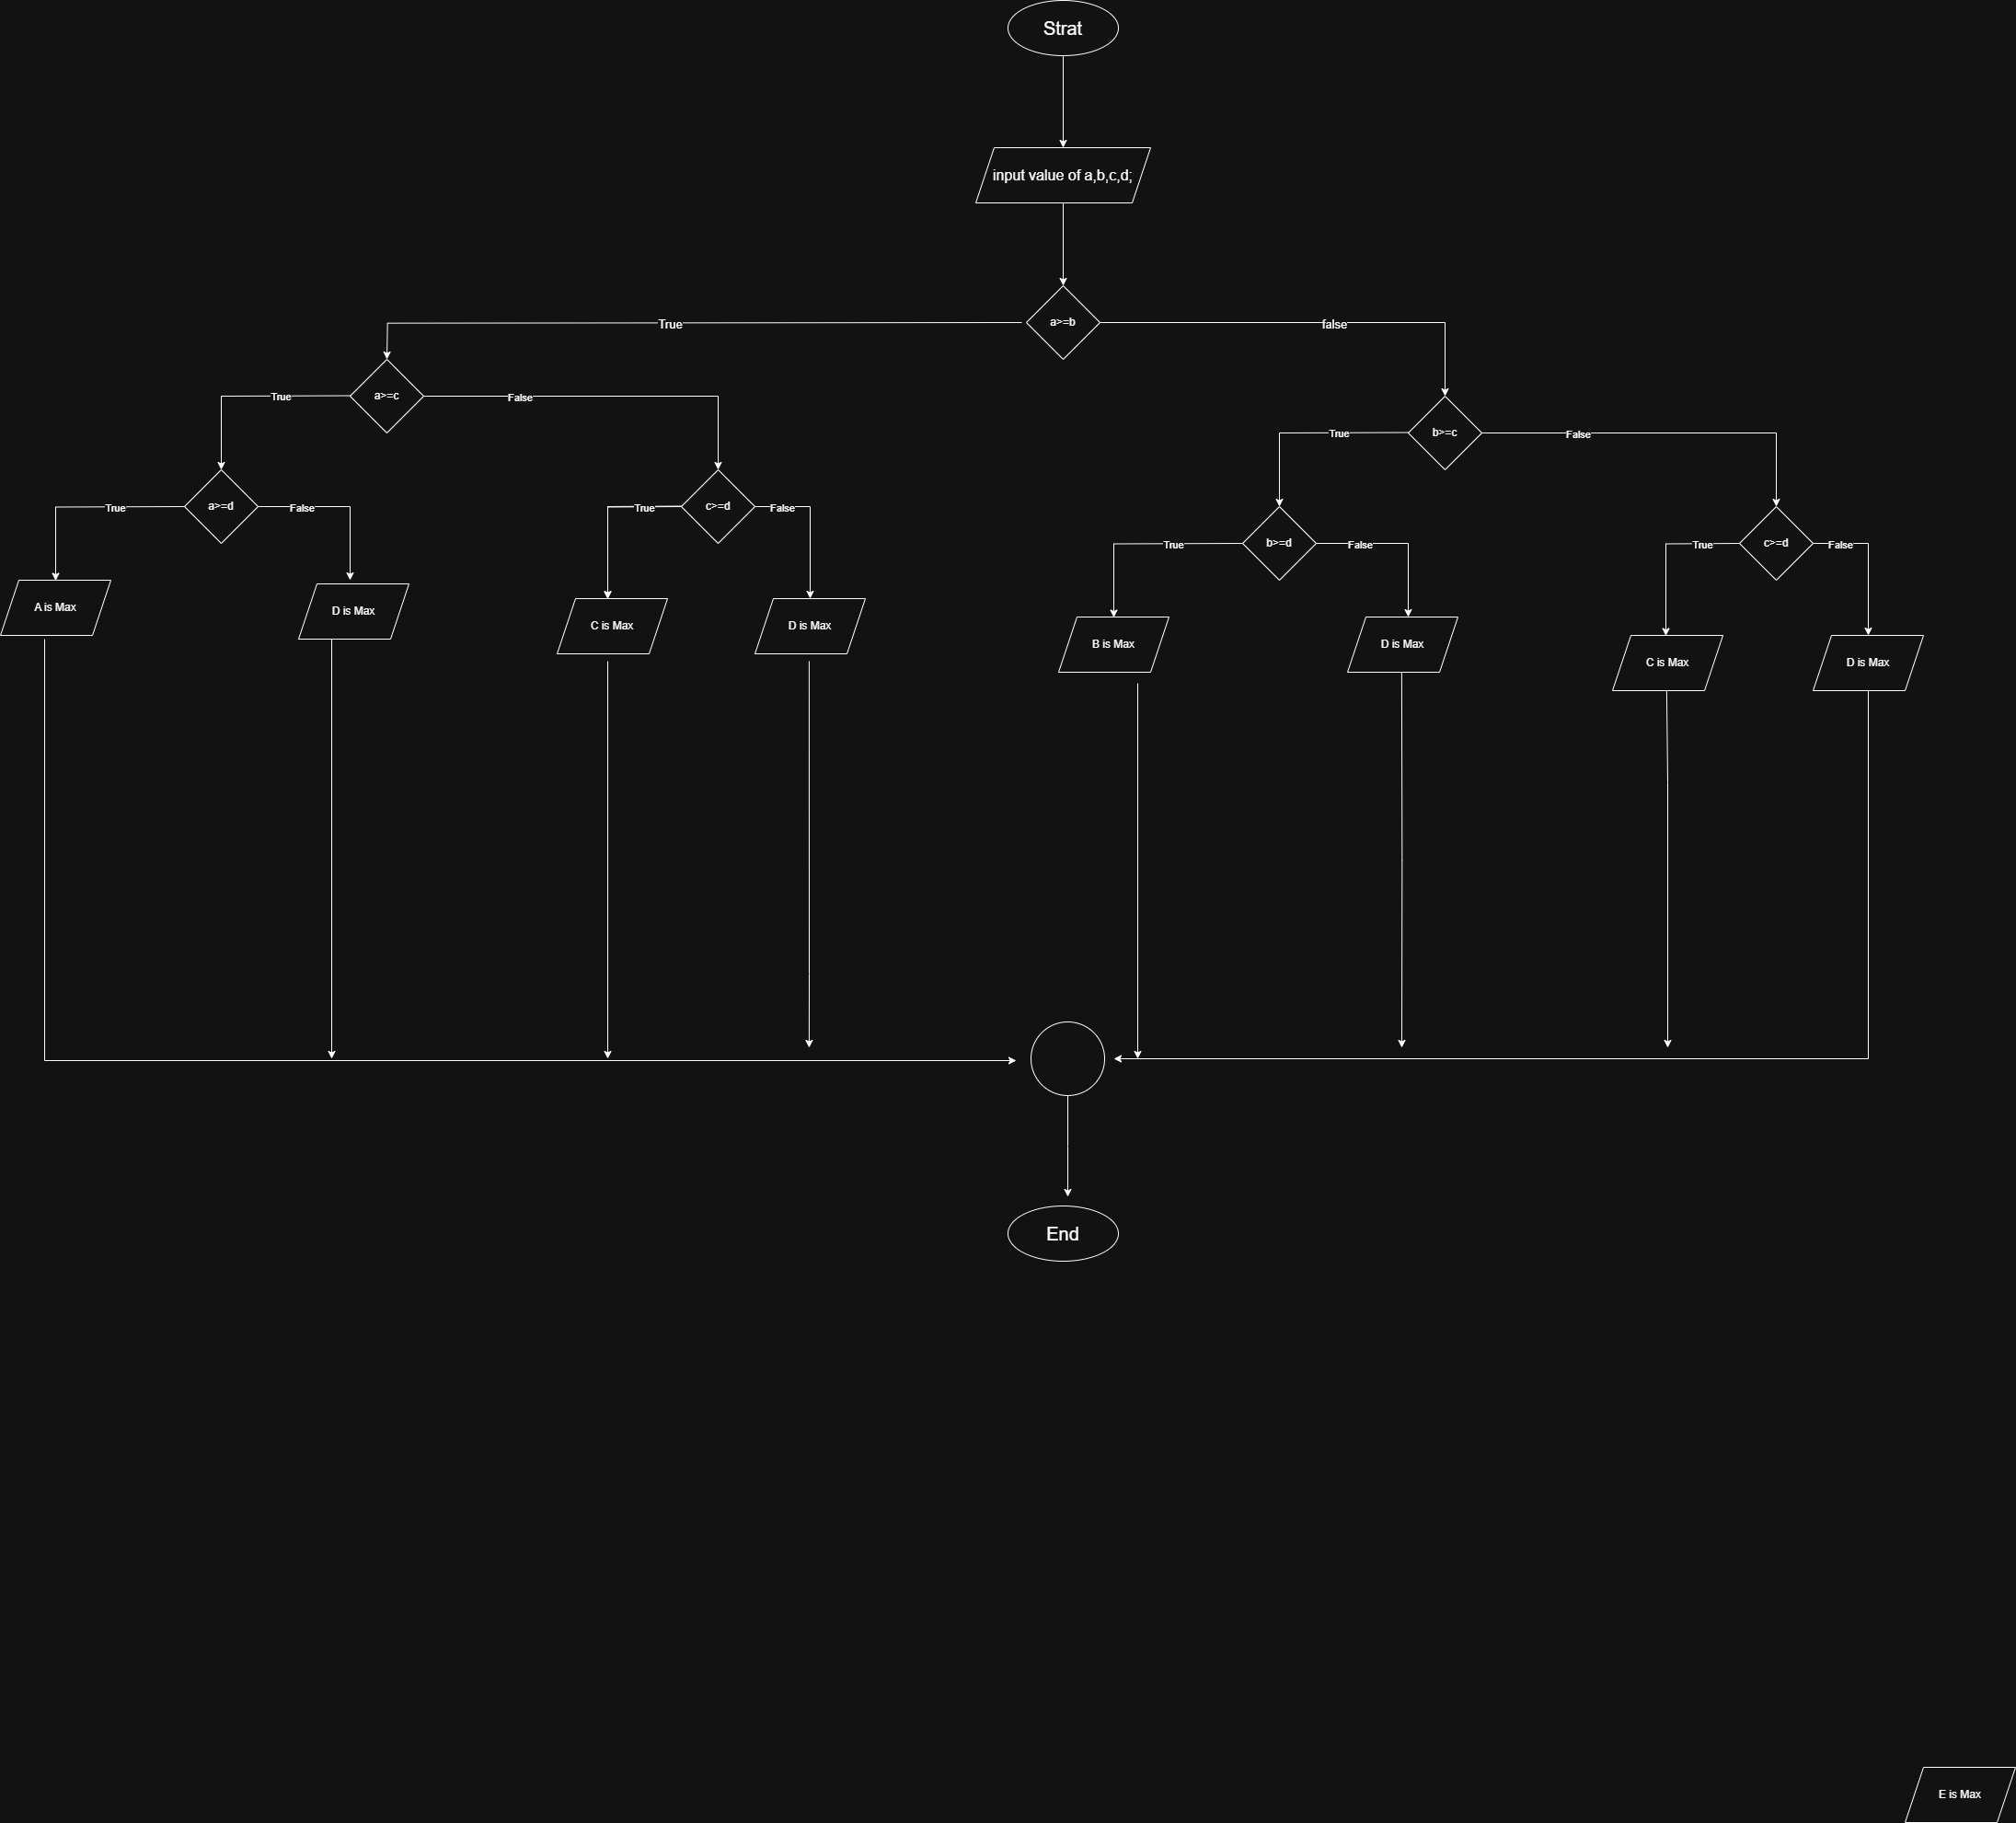 Strat
input value of a,b,c,d;
a>=b
True
false
a>=c
True
False
b>=c
True
False
a>=d
True
False
c>=d
True
False
b>=d
True
False
c>=d
True
False
A is Max
D is Max
C is Max
D is Max
B is Max
D is Max
C is Max
D is Max
End
E is Max